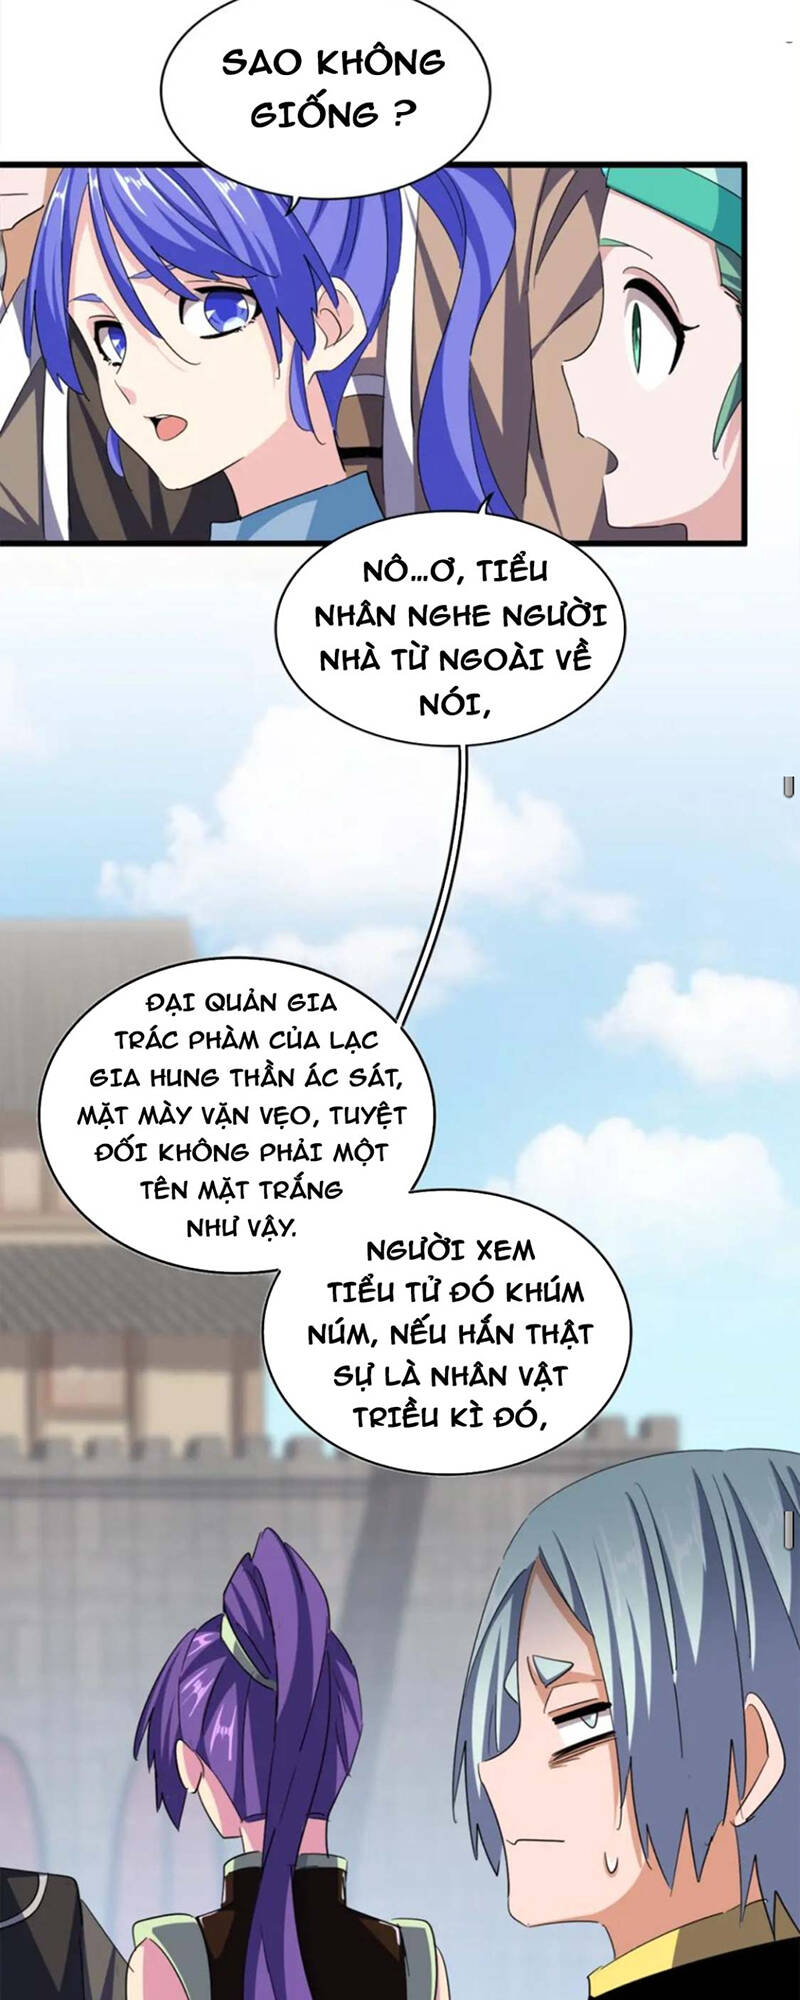 SAO KHÔNG
GIỐNG ?
NÔ...Ơ, TIỂU
NHÂN NGHE NGƯỜI
NHÀ TỪ NGOÀI VỀ
NÓI,
ĐẠI QUẢN GIA
TRÁC PHÀM CỦA LẠC
GIA HUNG THẦN ÁC SÁT,
MẶT MÀY VẶN VẸO, TUYỆT
ĐỐI KHÔNG PHẢI MỘT
TÊN MẶT TRẮNG
NHƯ VẬY.
NGƯỜI XEM
TIỂU TỬ ĐÓ KHÚM
NÚM, NẾU HẮN THẬT
SỰ LÀ NHÂN VẬT
TRIỀU KÌ ĐÓ,